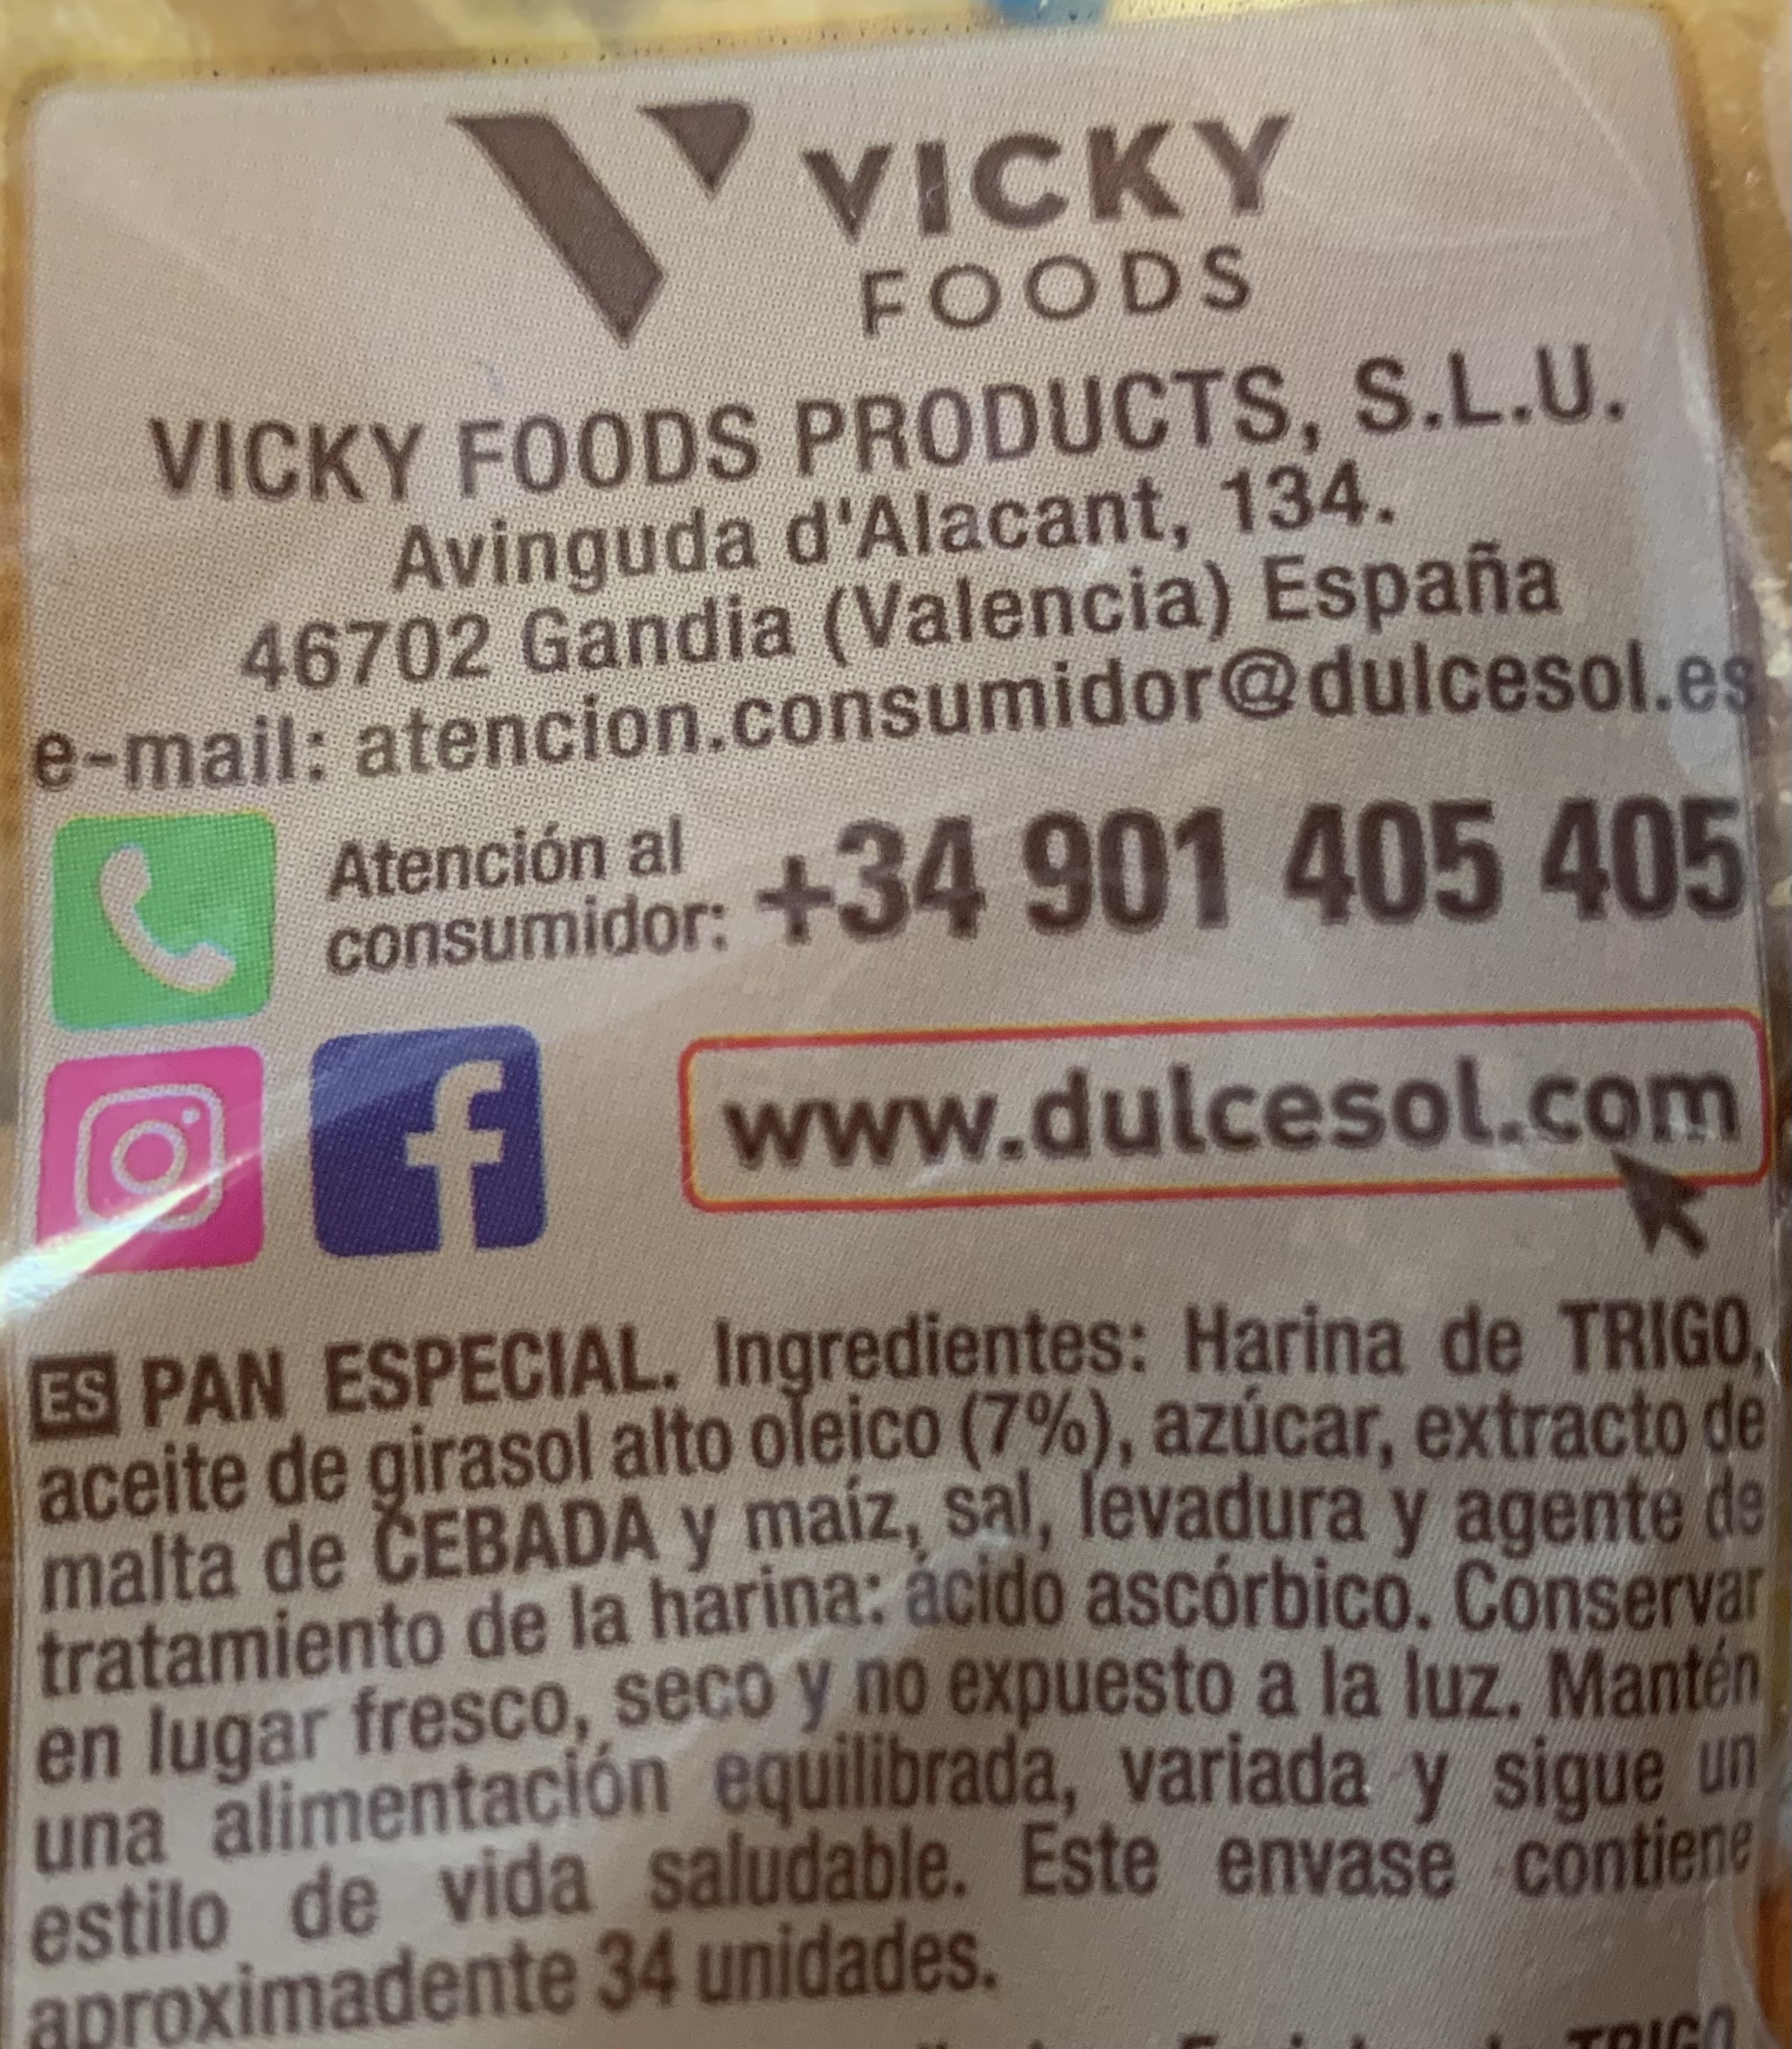 VICKY
FOODS
VICKY FOODS PRODUCTS, S.L.U.
Avinguda d'Alacant, 134.
46702 Gandia (Valencia) España
e-mail: atencion.consumidor@dulcesol.es
Atención al
consumidor: +34 901 405 405
www.dulcesol.com
ES PAN ESPECIAL. Ingredientes: Harina de TRIGO,
aceite de girasol alto oleico (7%), azúcar, extracto de
malta de CEBADA y maíz, sal, levadura y agente de
tratamiento de la harina: ácido ascórbico. Conservar
en lugar fresco, seco y no expuesto a la luz. Mantén
una alimentación equilibrada, variada y sigue un
estilo de vida saludable. Este envase contiene
aproximadente 34 unidades.
TRIGO